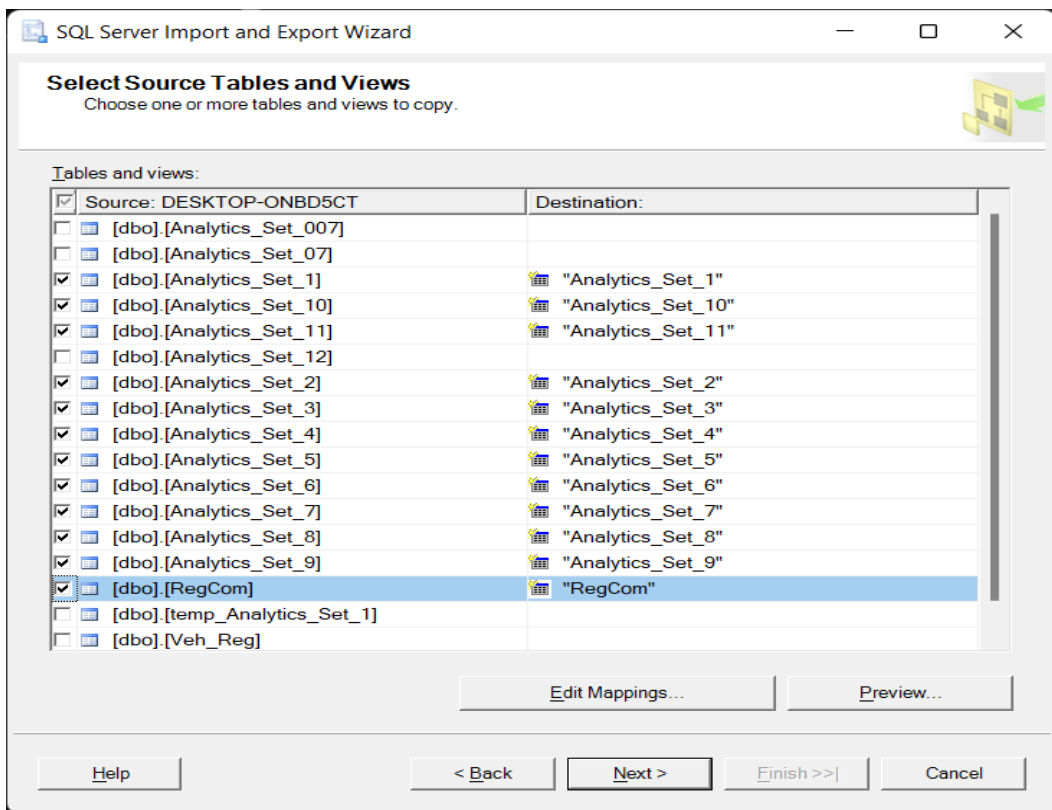 SQL Server Import and Export Wizard
Select Source Tables and Views
Choose one or more tables and views to copy.
Tables and views:
Source: DESKTOP-ONBD5CT Destination:
[dbo].[Analytics_Set_007]
[dbo].[Analytics_Set_07]
[dbo].[Analytics_Set_1] "Analytics_Set_1"
[dbo].[Analytics_Set_10] "Analytics_Set_10"
[dbo].[Analytics_Set_11] "Analytics_Set_11"
[dbo].[Analytics_Set_12]
[dbo].[Analytics_Set_2] "Analytics_Set_2"
[dbo].[Analytics_Set_3] "Analytics_Set_3"
[dbo].[Analytics_Set_4] "Analytics_Set_4"
[dbo].[Analytics_Set_5] "Analytics_Set_5"
[dbo].[Analytics_Set_6] "Analytics_Set_6"
[dbo].[Analytics_Set_7] "Analytics_Set_7"
[dbo].[Analytics_Set_8] "Analytics_Set_8"
[dbo].[Analytics_Set_9] "Analytics_Set_9"
[dbo].[RegCom] "RegCom"
[dbo].[temp_Analytics_Set_1]
[dbo].[Veh_Reg]
Edit Mappings... Preview...
Help < Back Next > Finish >>| Cancel